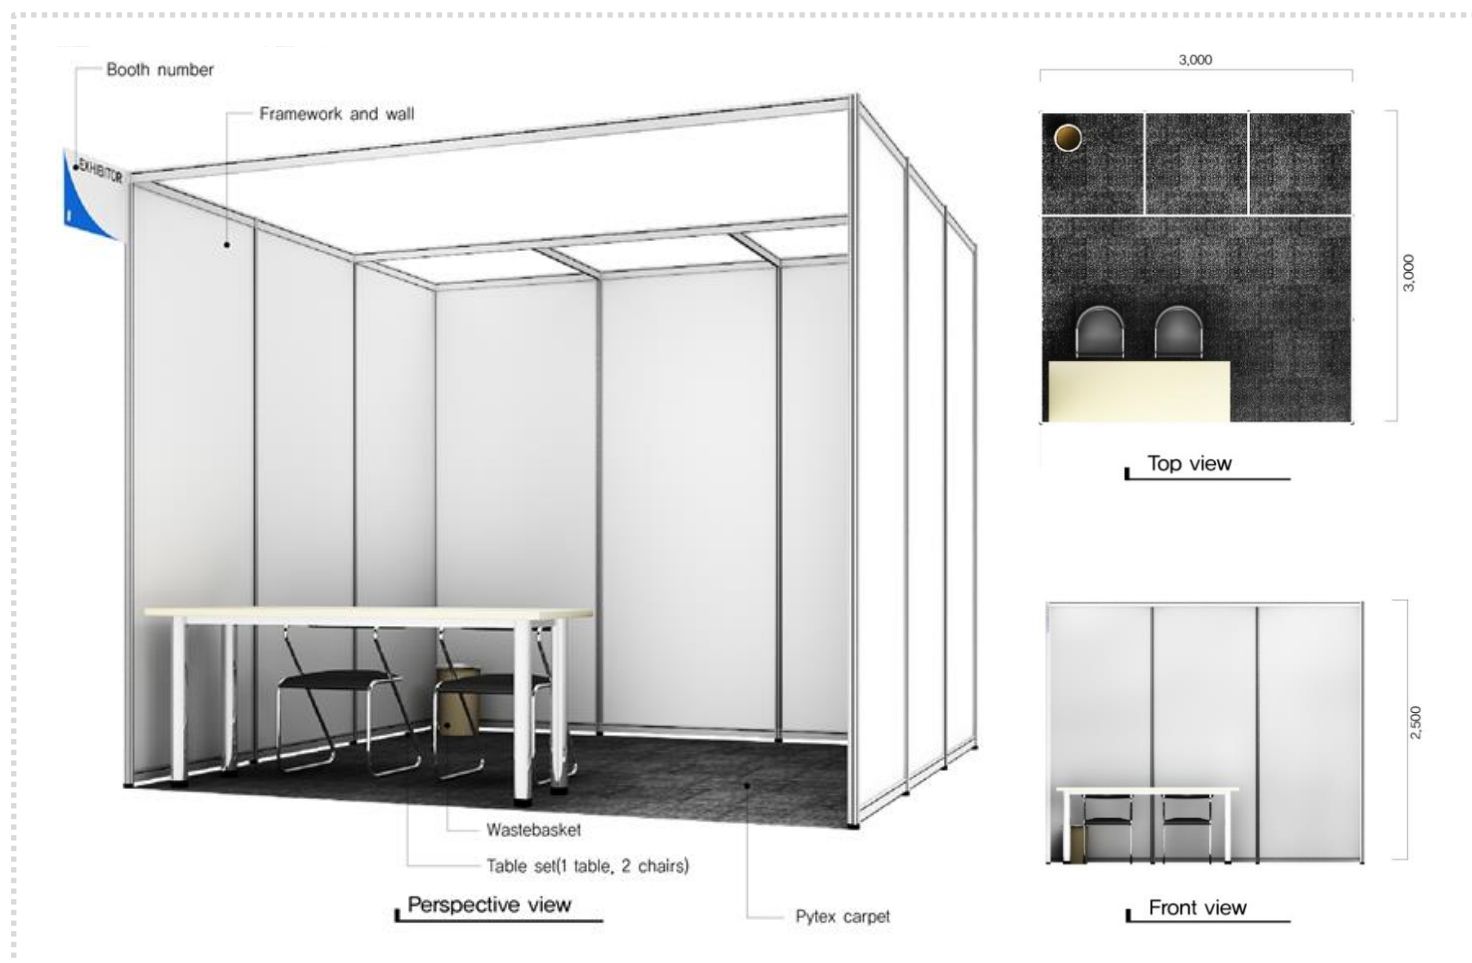 Booth number
Framework and wall
EXHIBITOR
Wastebasket
Table set(1 table, 2 chairs)
Perspective view
Pytex carpet
3,000
3,000
Top view
2,500
Front view